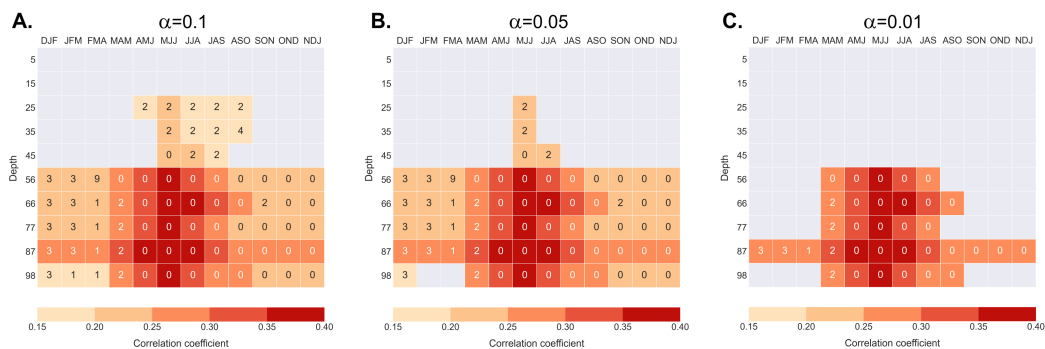 A. α=0.1
DJF JFM FMA MAM AMJ MJJ JJA JAS ASO SON OND NDJ
5
15
25 2 2 2 2 2
35 2 2 2 4
45 0 2 2
56 3 3 9 0 0 0 0 0 0 0 0 0
66 3 3 1 2 0 0 0 0 0 2 0 0
77 3 3 1 2 0 0 0 0 0 0 0 0
87 3 3 1 2 0 0 0 0 0 0 0 0
98 3 1 1 2 0 0 0 0 0 0 0 0
Depth
0.15 0.20 0.25 0.30 0.35 0.40
Correlation coefficient
B. α=0.05
DJF JFM FMA MAM AMJ MJJ JJA JAS ASO SON OND NDJ
5
15
25 2
35 2
45 0 2
56 3 3 9 0 0 0 0 0 0 0 0 0
66 3 3 1 2 0 0 0 0 0 2 0 0
77 3 3 1 2 0 0 0 0 0 0 0 0
87 3 3 1 2 0 0 0 0 0 0 0 0
98 3 2 0 0 0 0 0 0 0 0
Depth
0.15 0.20 0.25 0.30 0.35 0.40
Correlation coefficient
C. α=0.01
DJF JFM FMA MAM AMJ MJJ JJA JAS ASO SON OND NDJ
5
15
25
35
45
56 0 0 0 0 0
66 2 0 0 0 0 0
77 2 0 0 0 0
87 3 3 1 2 0 0 0 0 0 0 0 0
98 2 0 0 0 0 0
Depth
0.15 0.20 0.25 0.30 0.35 0.40
Correlation coefficient